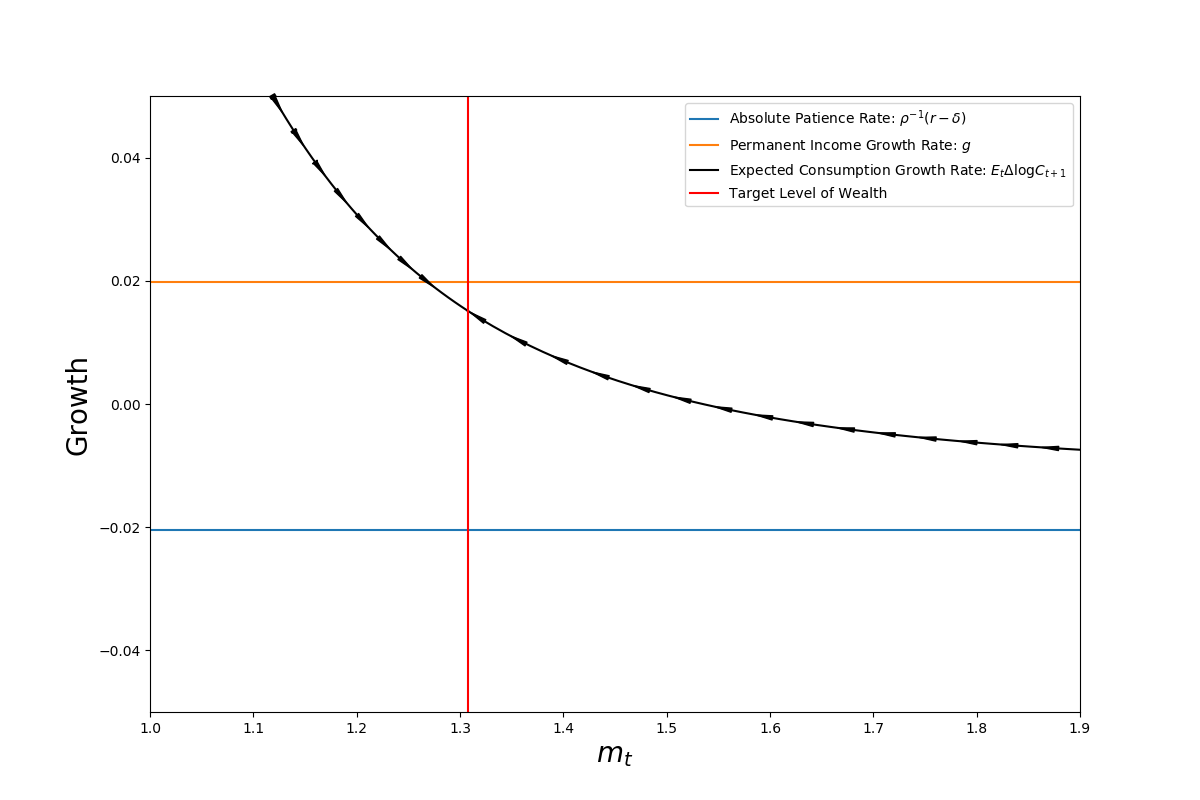 Absolute Patience Rate: ρ⁻¹(r − δ)
Permanent Income Growth Rate: g
Expected Consumption Growth Rate: EₜΔlogCₜ₊₁
Target Level of Wealth
Growth
0.04
0.02
0.00
−0.02
−0.04
1.0 1.1 1.2 1.3 1.4 1.5 1.6 1.7 1.8 1.9
mₜ